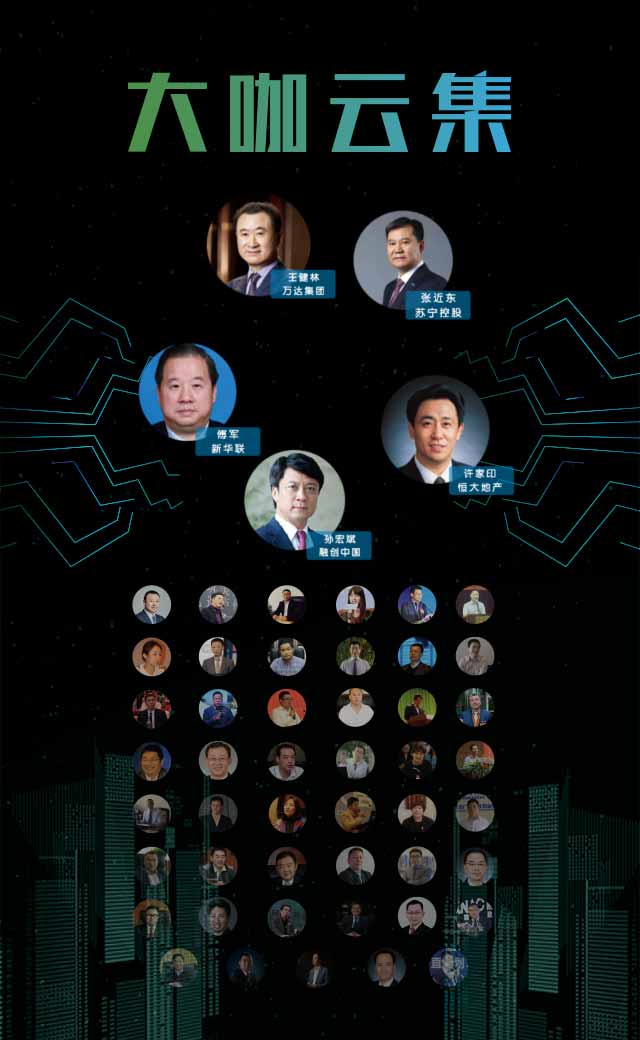 大咖云集
王健林
万达集团
张近东
苏宁控股
傅军
新华联
许家印
恒大地产
孙宏斌
融创中国